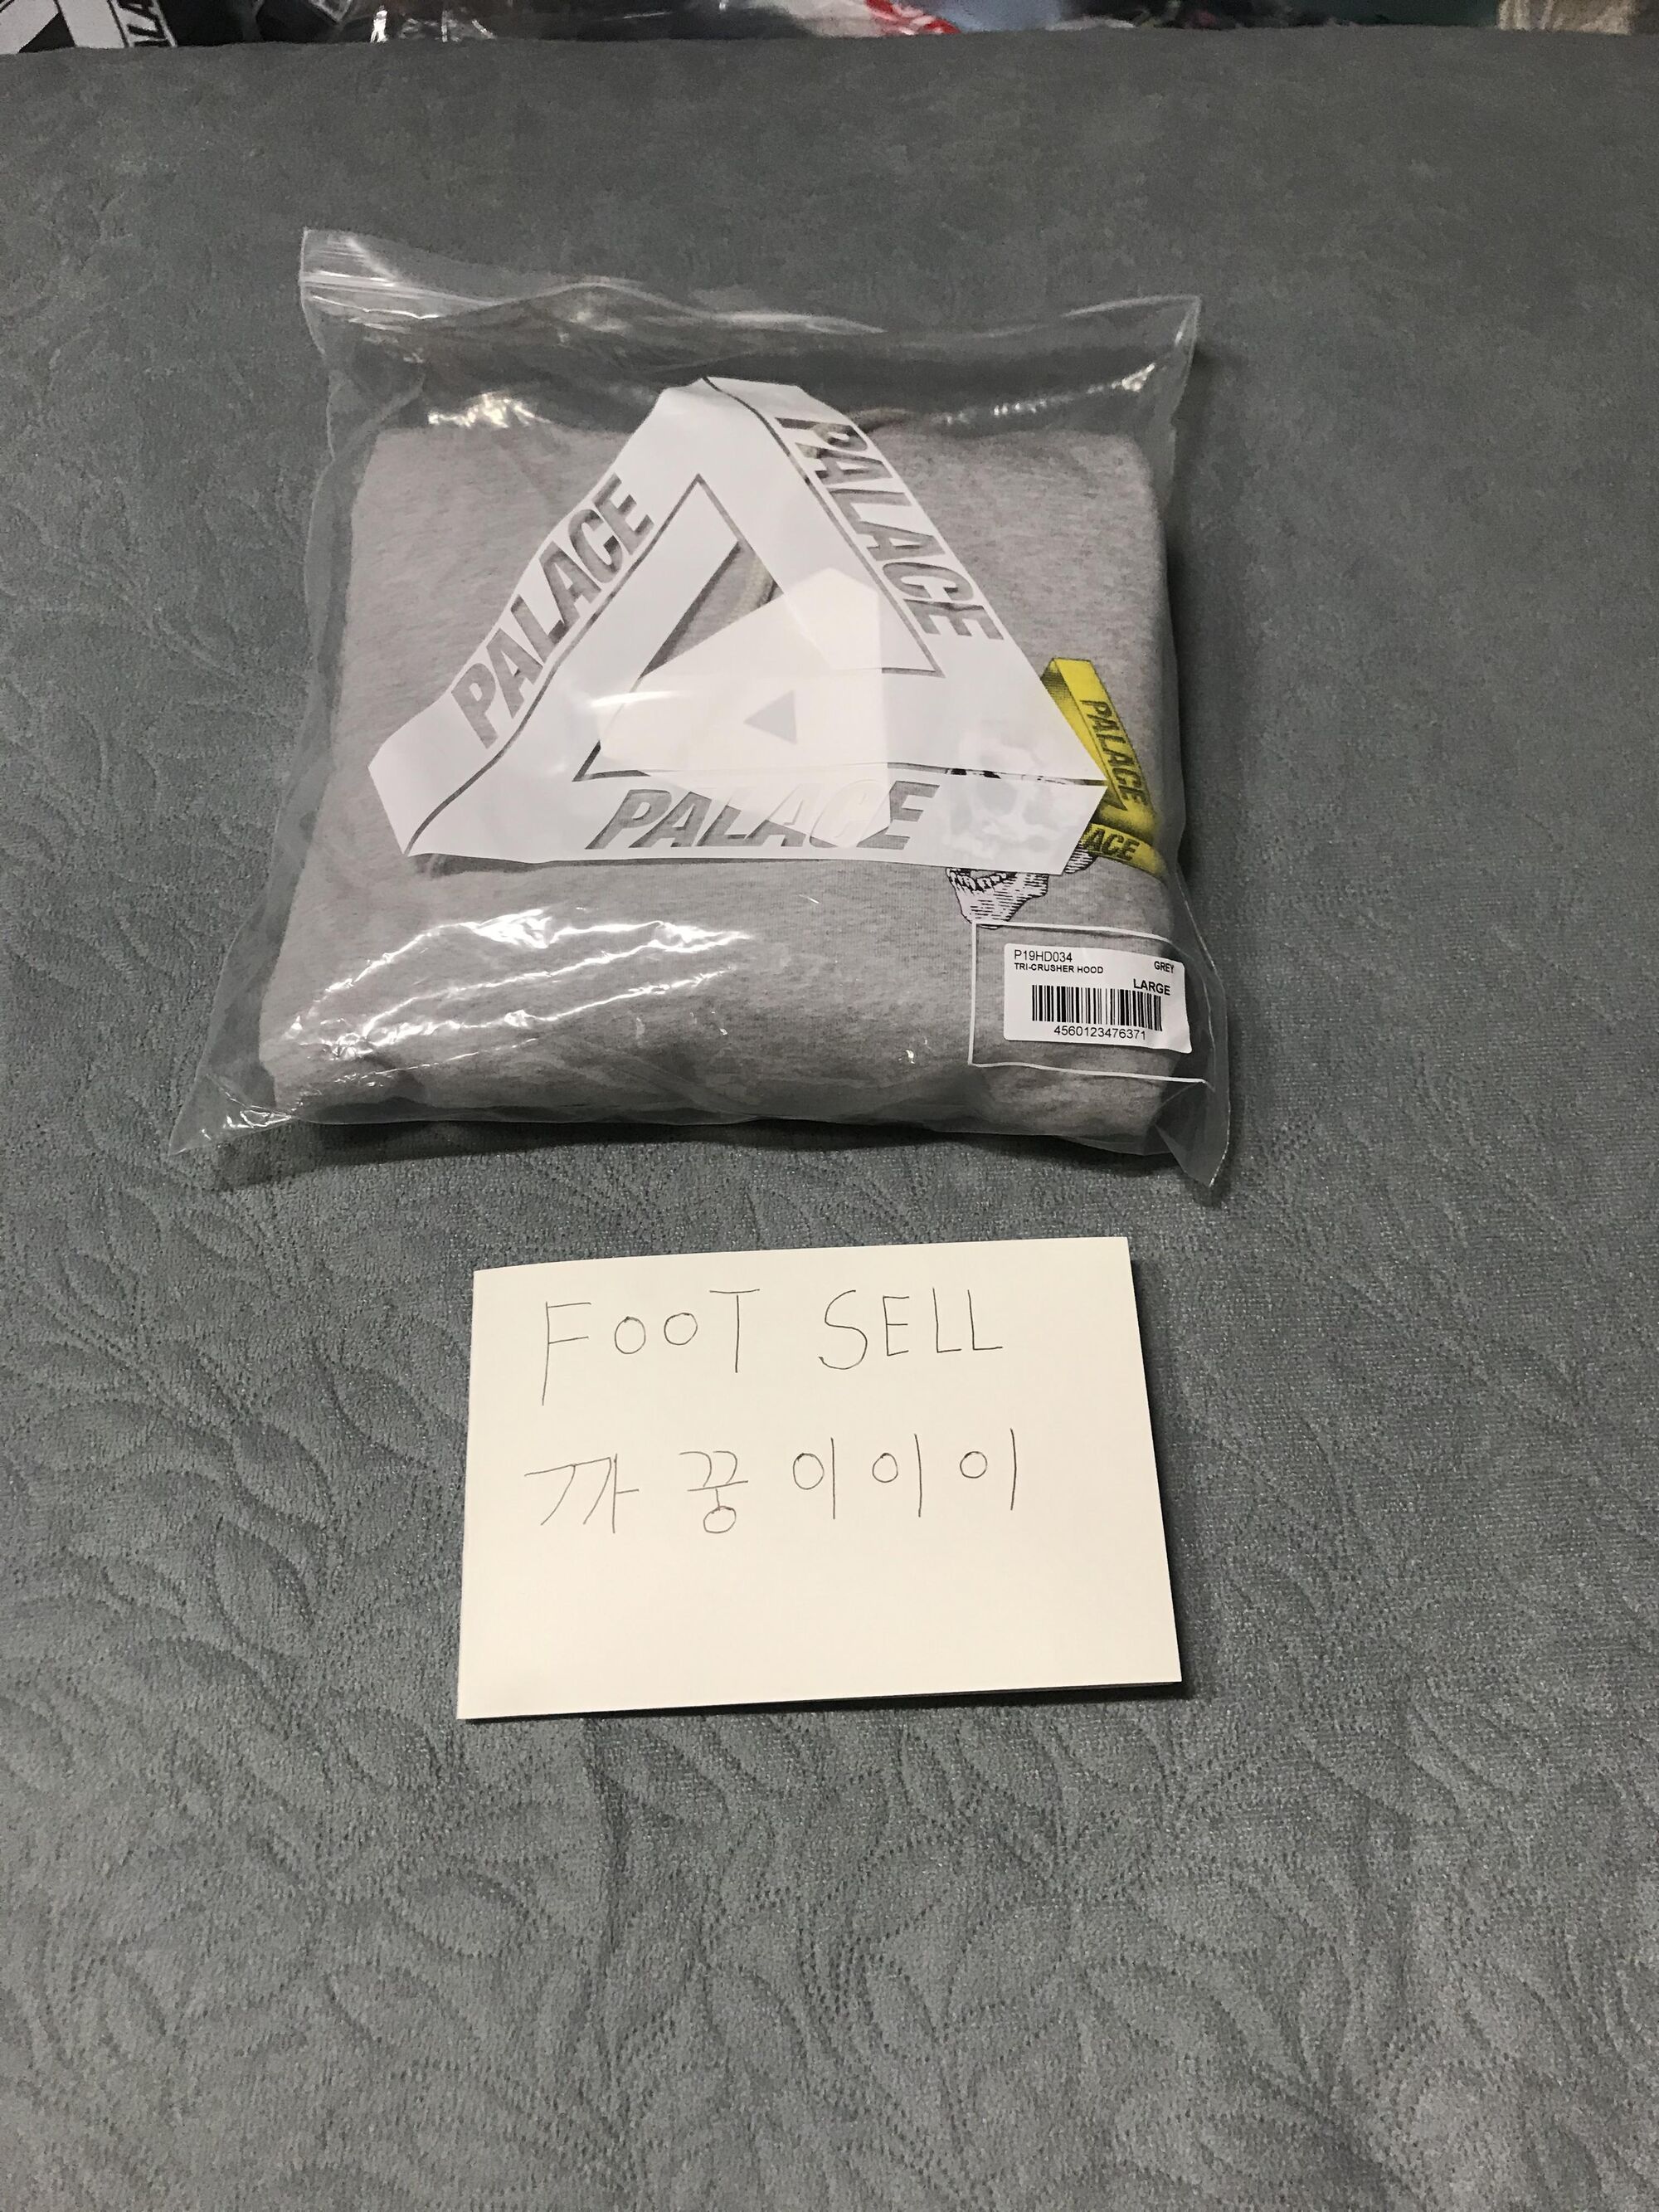 PALACE
PALACE
PALACE
PALACE
ACE
P19HD034
TRI-CRUSHER HOOD
GREY
LARGE
4560123476371
FOOT SELL
까꿍이이이